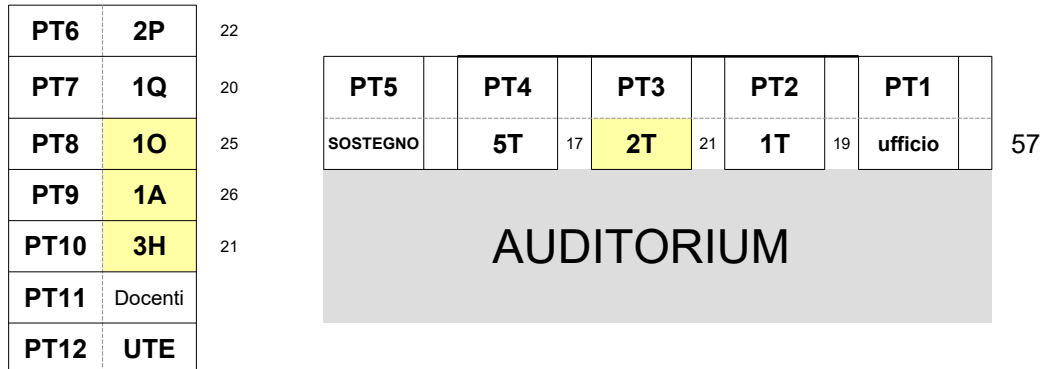 PT6 2P 22
PT7 1Q 20
PT8 1O 25
PT9 1A 26
PT10 3H 21
PT11 Docenti
PT12 UTE
PT5 PT4 PT3 PT2 PT1
SOSTEGNO 5T 17 2T 21 1T 19 ufficio 57
AUDITORIUM